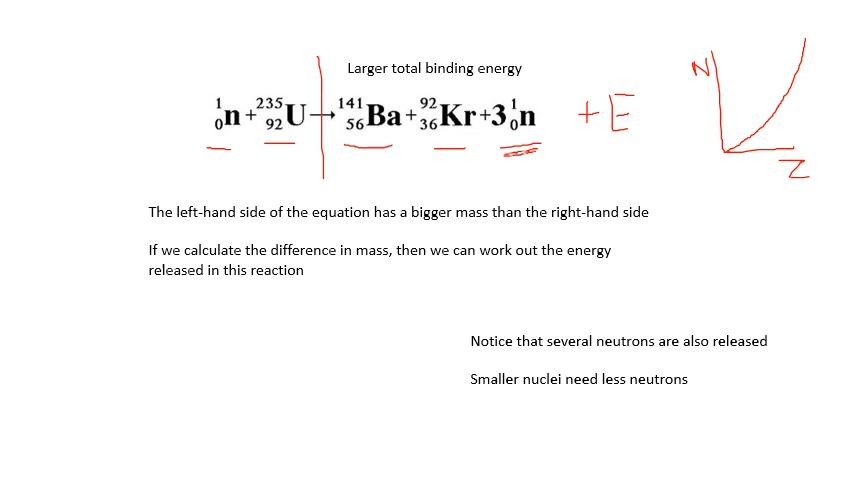 Larger total binding energy
¹₀n + ²³⁵₉₂U → ¹⁴¹₅₆Ba + ⁹²₃₆Kr + 3¹₀n + E
N
Z
The left-hand side of the equation has a bigger mass than the right-hand side
If we calculate the difference in mass, then we can work out the energy
released in this reaction
Notice that several neutrons are also released
Smaller nuclei need less neutrons